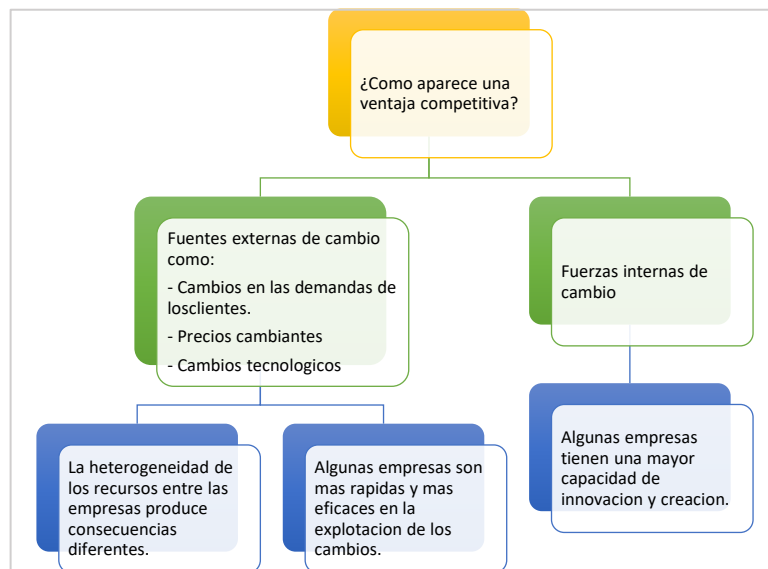 ¿Como aparece una
ventaja competitiva?
Fuentes externas de cambio
como:
- Cambios en las demandas de
losclientes.
- Precios cambiantes
- Cambios tecnologicos
Fuerzas internas de
cambio
La heterogeneidad de
los recursos entre las
empresas produce
consecuencias
diferentes.
Algunas empresas son
mas rapidas y mas
eficaces en la
explotacion de los
cambios.
Algunas empresas
tienen una mayor
capacidad de
innovacion y creacion.